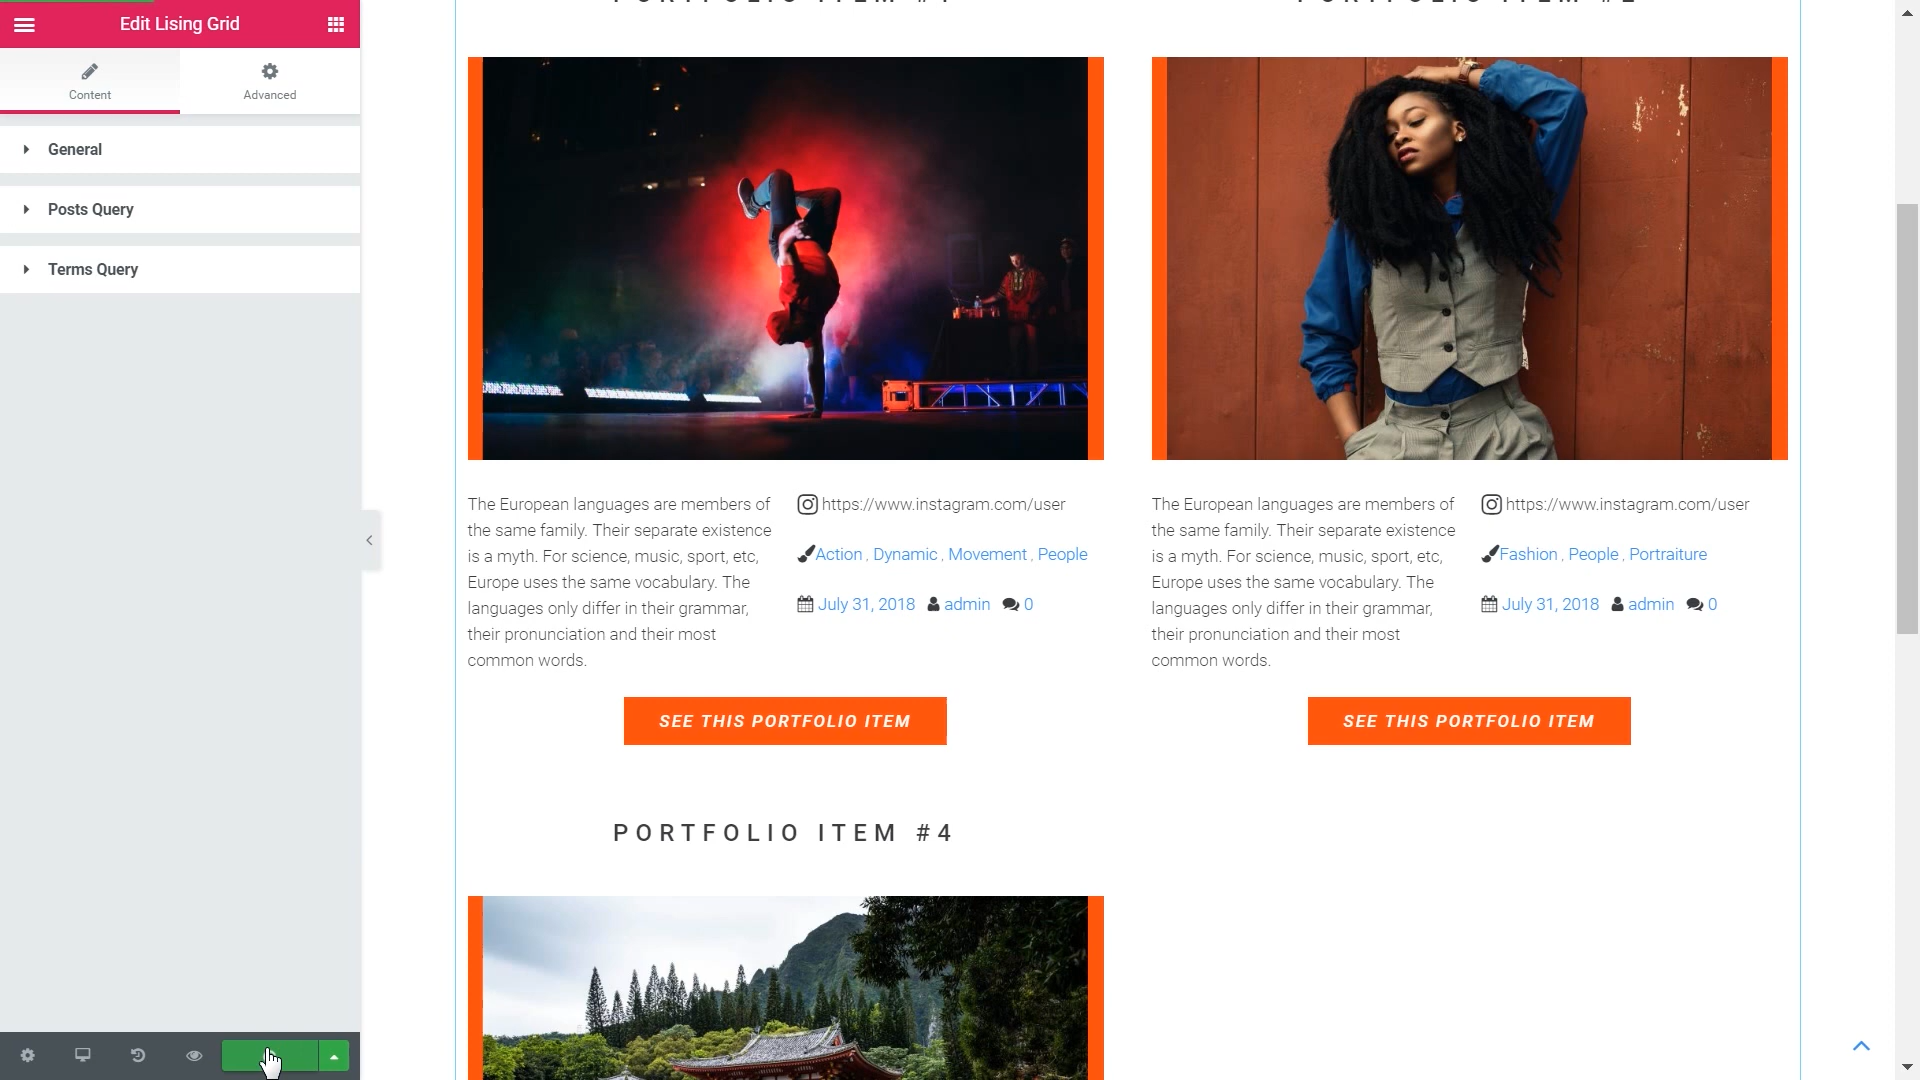 Edit Lising Grid
Content
Advanced
General
Posts Query
Terms Query
The European languages are members of
the same family. Their separate existence
is a myth. For science, music, sport, etc,
Europe uses the same vocabulary. The
languages only differ in their grammar,
their pronunciation and their most
common words.
https://www.instagram.com/user
Action , Dynamic , Movement , People
July 31, 2018 admin 0
SEE THIS PORTFOLIO ITEM
The European languages are members of
the same family. Their separate existence
is a myth. For science, music, sport, etc,
Europe uses the same vocabulary. The
languages only differ in their grammar,
their pronunciation and their most
common words.
https://www.instagram.com/user
Fashion , People , Portraiture
July 31, 2018 admin 0
SEE THIS PORTFOLIO ITEM
PORTFOLIO ITEM #4